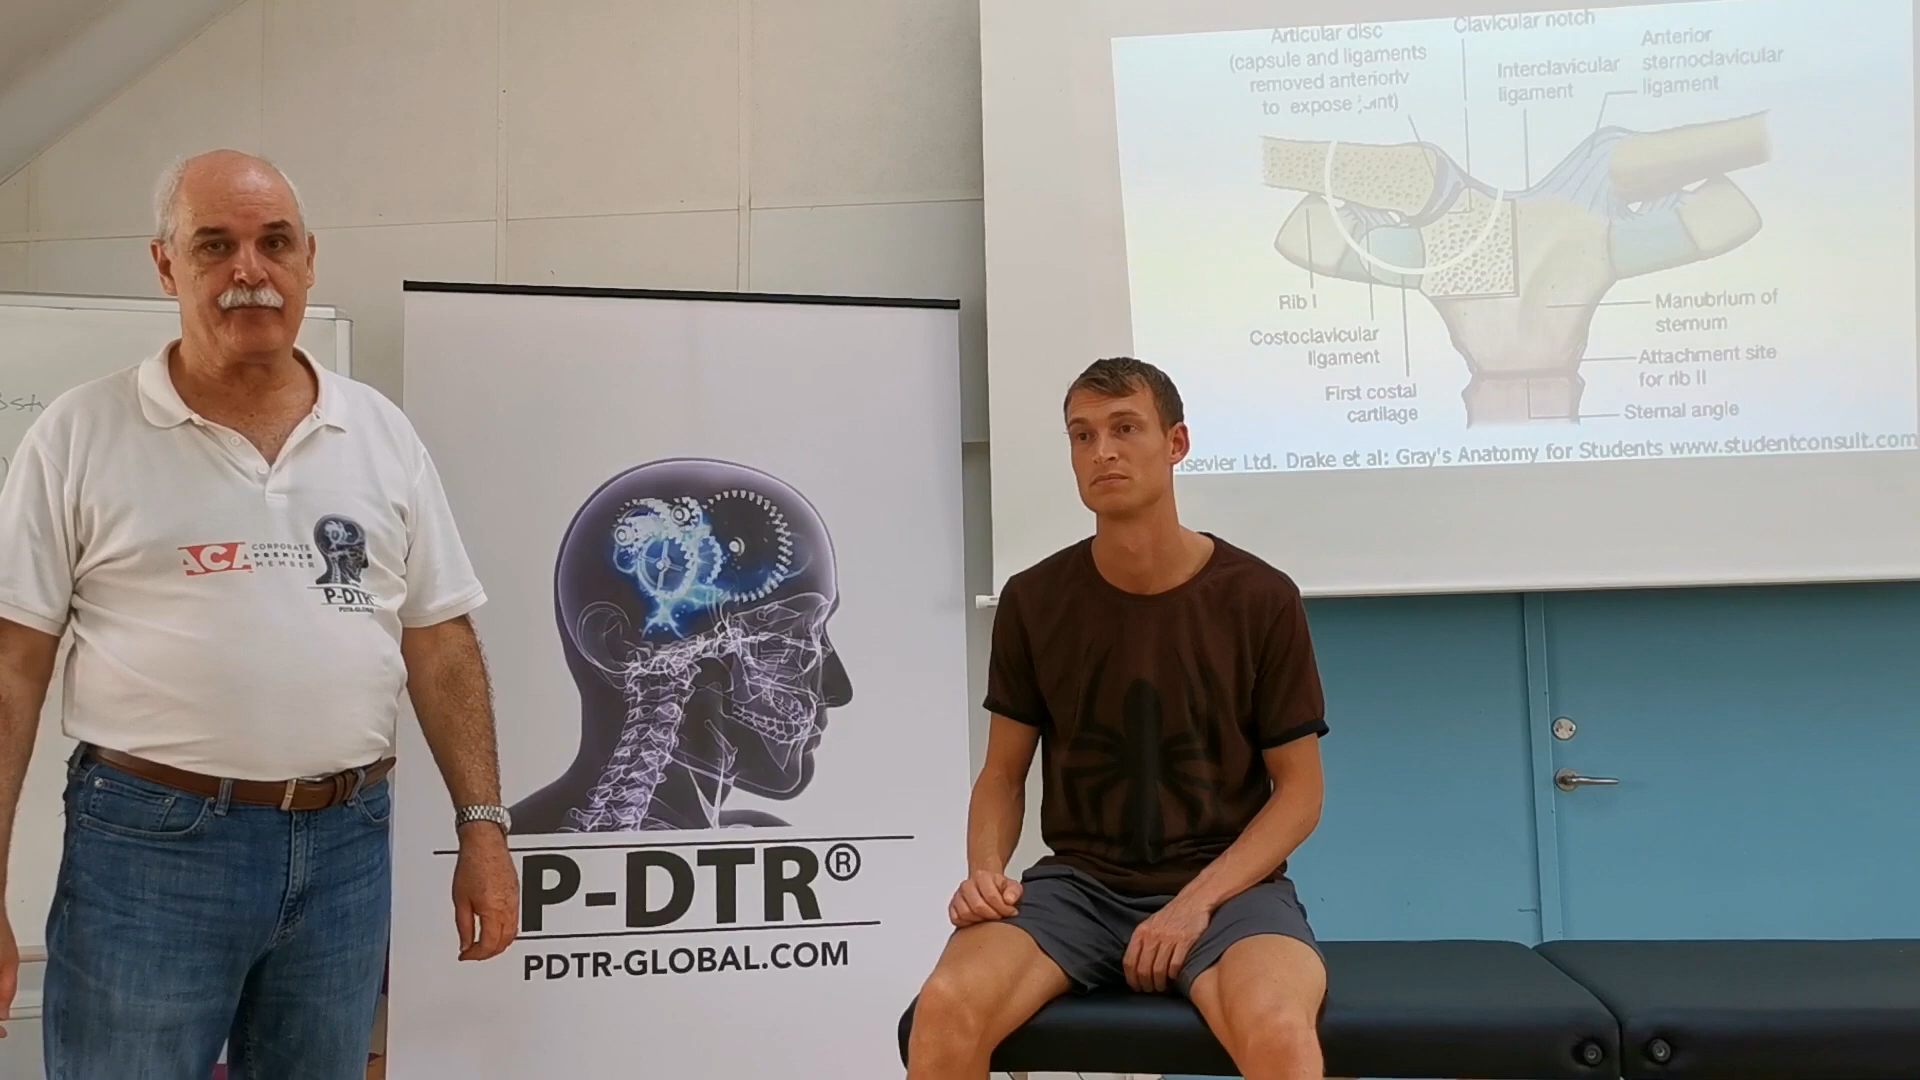 ACA CORPORATE
PREMIER
MEMBER
P-DTR
P-DTR®
PDTR-GLOBAL.COM
Articular disc
(capsule and ligaments
removed anteriorly
to expose
Clavicular notch
Interclavicular
ligament
Anterior
sternoclavicular
ligament
Rib I
Costoclavicular
ligament
First costal
cartilage
Manubrium of
sternum
Attachment site
for rib II
Sternal angle
Ltd. Drake et al: Gray's Anatomy for Students www.studentconsult.com